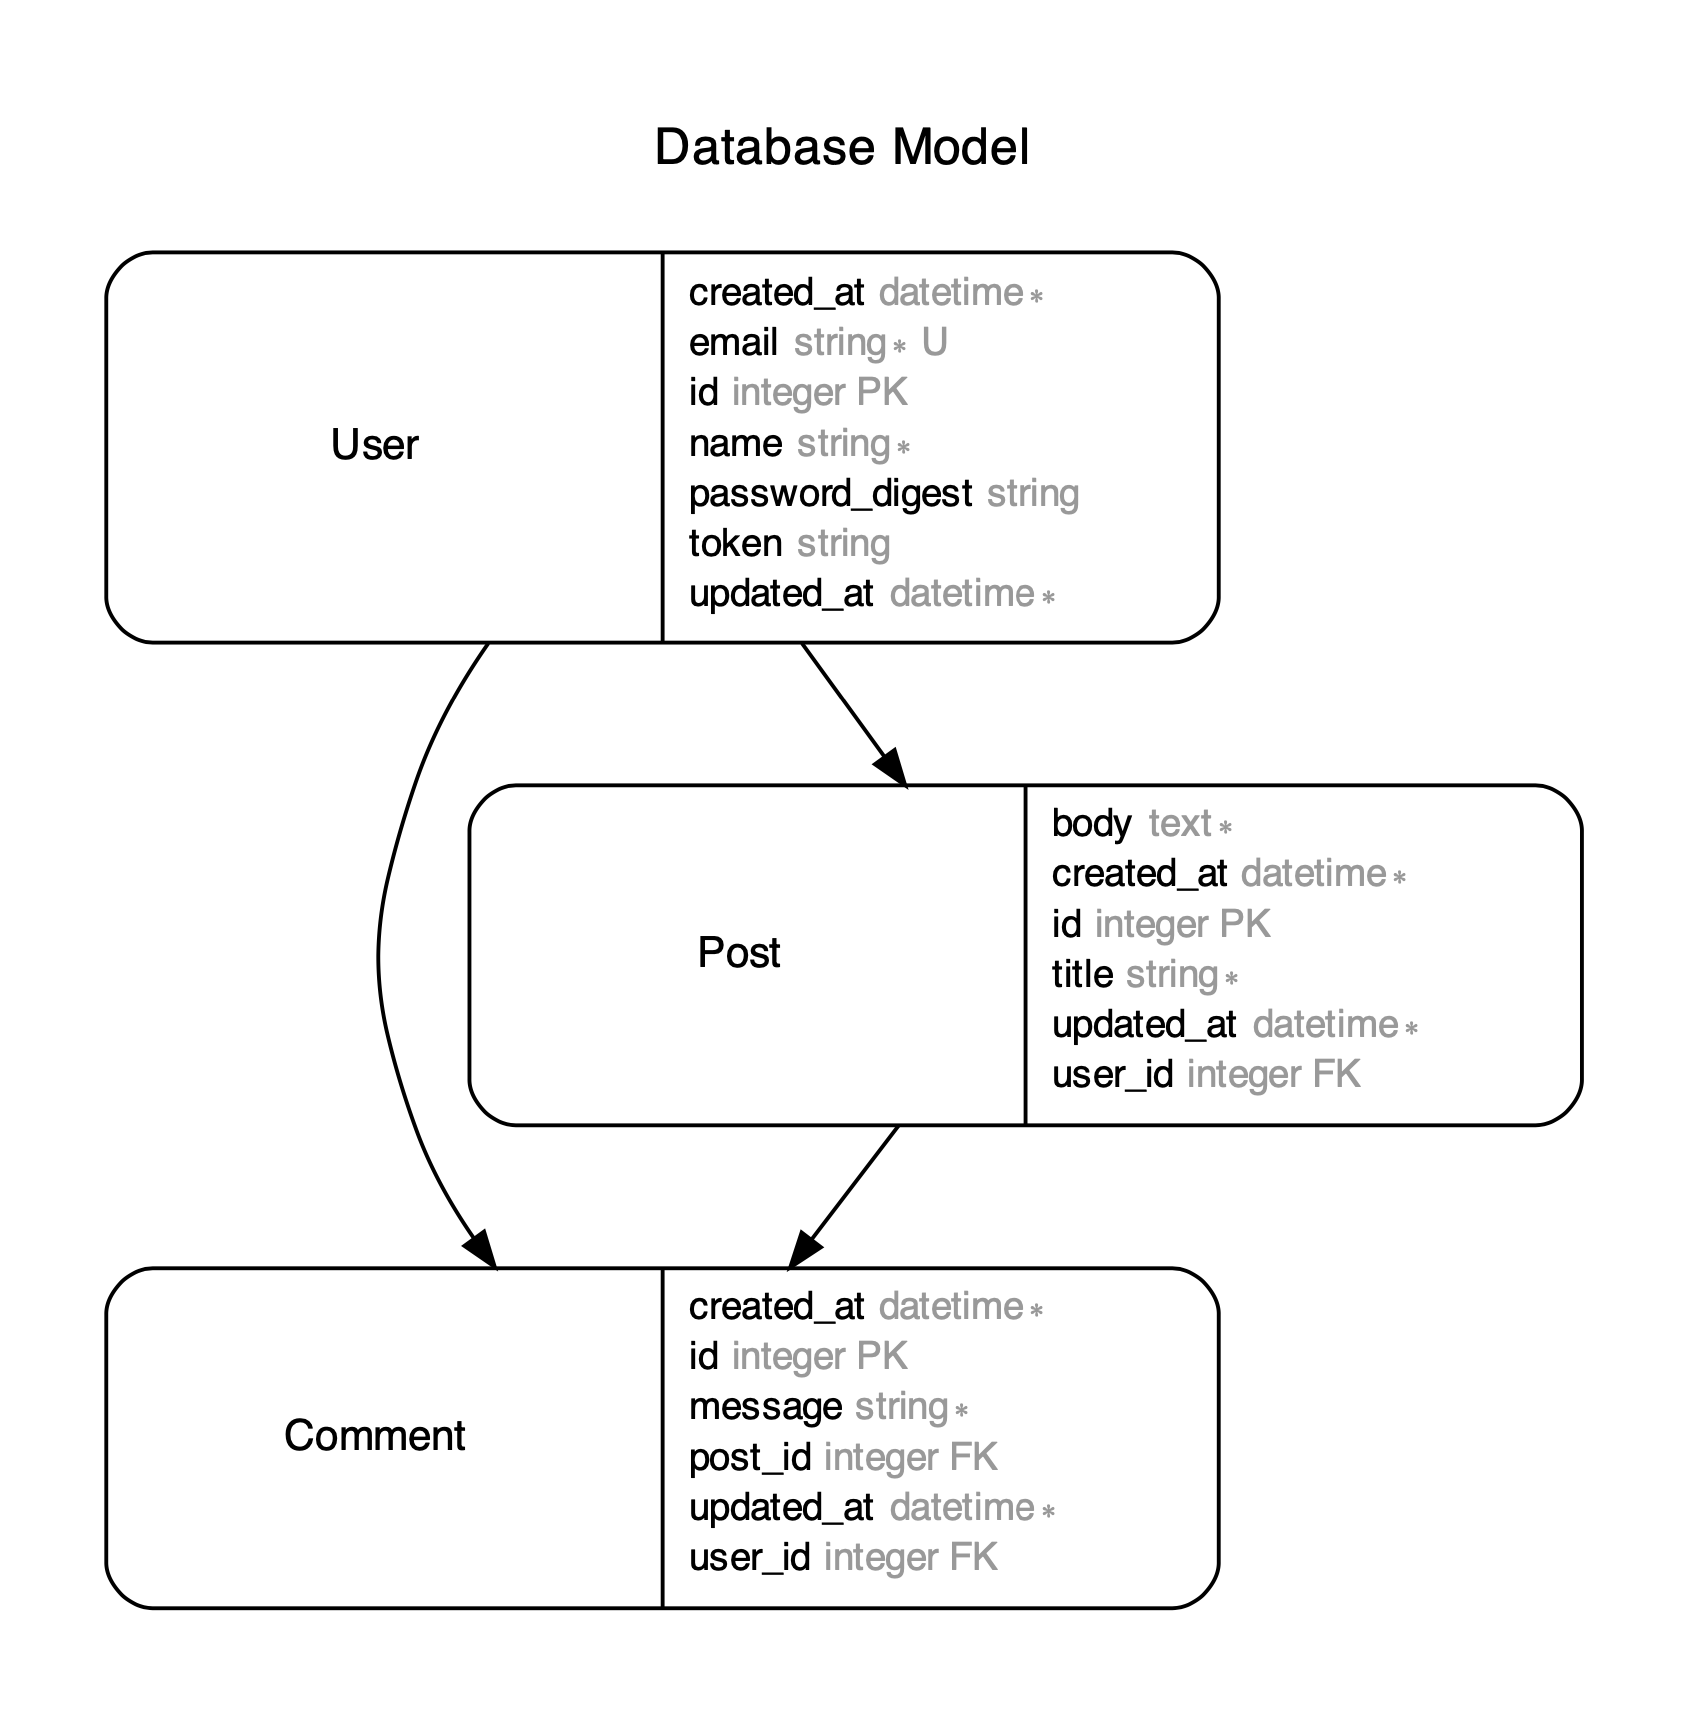 Database Model
User
created_at datetime *
email string * U
id integer PK
name string *
password_digest string
token string
updated_at datetime *
Post
body text *
created_at datetime *
id integer PK
title string *
updated_at datetime *
user_id integer FK
Comment
created_at datetime *
id integer PK
message string *
post_id integer FK
updated_at datetime *
user_id integer FK